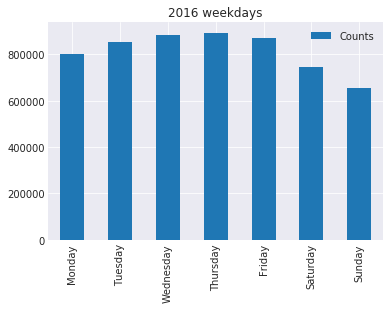 2016 weekdays
Counts
800000
600000
400000
200000
0
Monday
Tuesday
Wednesday
Thursday
Friday
Saturday
Sunday